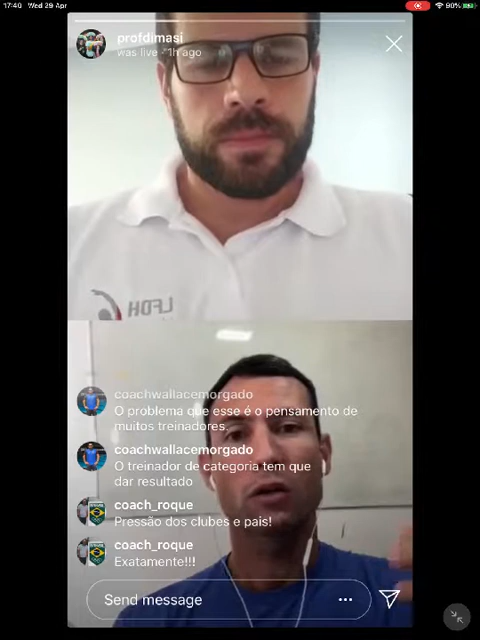 17:40 Wed 29 Apr
90%
profdimasi
was live · 1h ago
LFDH
coachwallacemorgado
O problema que esse é o pensamento de
muitos treinadores,
coachwallacemorgado
O treinador de categoria tem que
dar resultado
coach_roque
Pressão dos clubes e pais!
coach_roque
Exatamente!!!
Send message